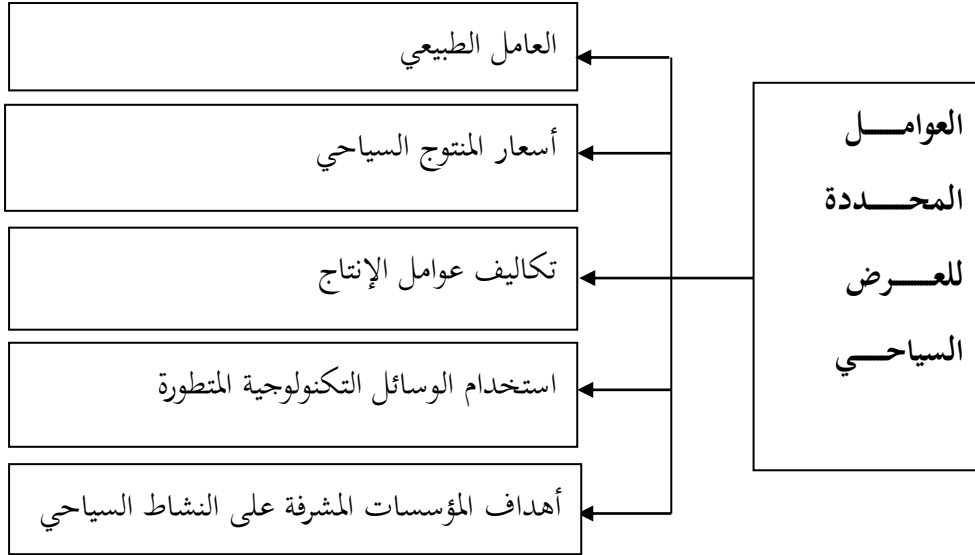 العوامل
المحددة
للعرض
السياحي
العامل الطبيعي
أسعار المنتوج السياحي
تكاليف عوامل الإنتاج
استخدام الوسائل التكنولوجية المتطورة
أهداف المؤسسات المشرفة على النشاط السياحي